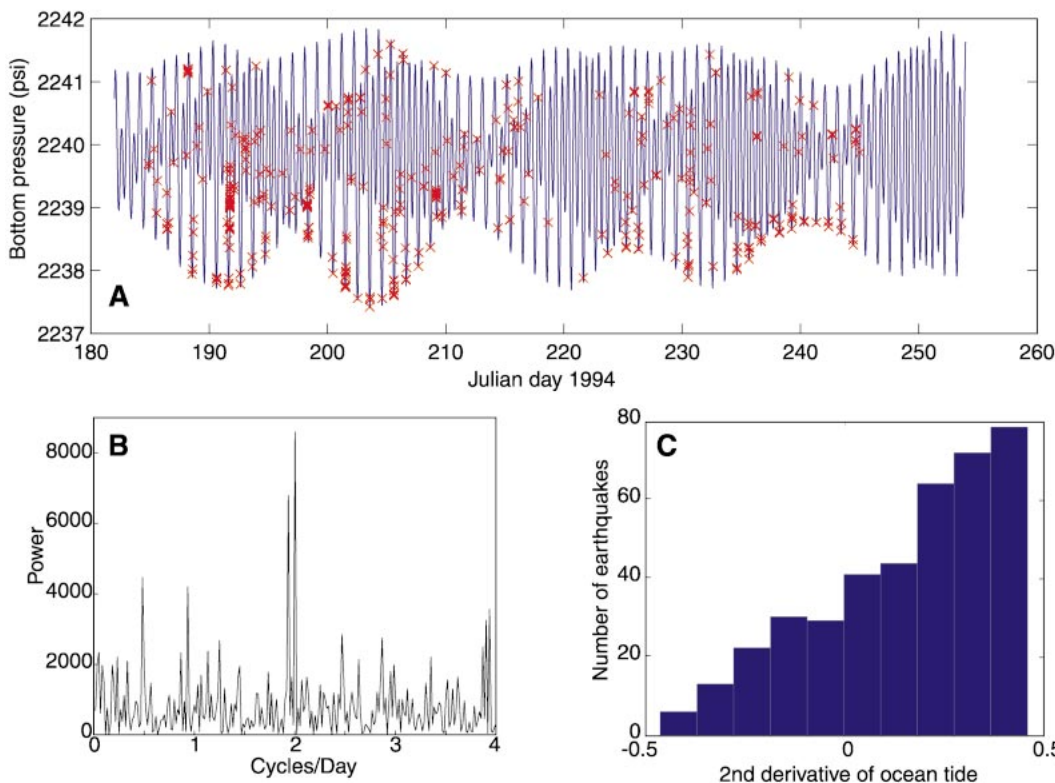 2242
2241
2240
2239
2238
2237
Bottom pressure (psi)
A
180 190 200 210 220 230 240 250 260
Julian day 1994
B
8000
6000
4000
2000
0
Power
0 1 2 3 4
Cycles/Day
C
80
60
40
20
0
Number of earthquakes
-0.5 0 0.5
2nd derivative of ocean tide